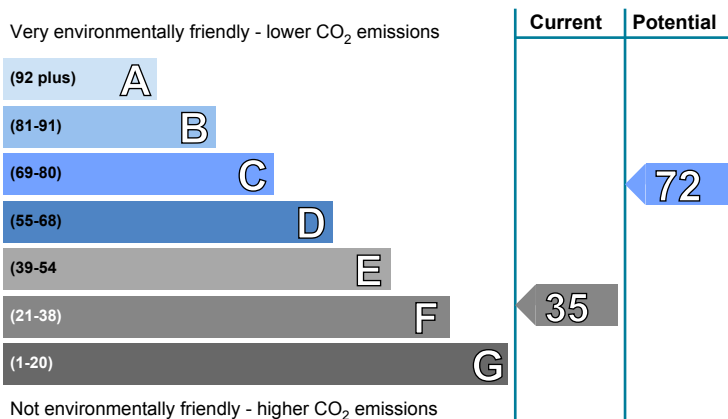 Current Potential
Very environmentally friendly - lower CO2 emissions
(92 plus) A
(81-91) B
(69-80) C
72
(55-68) D
(39-54 E
(21-38) F
35
(1-20) G
Not environmentally friendly - higher CO2 emissions